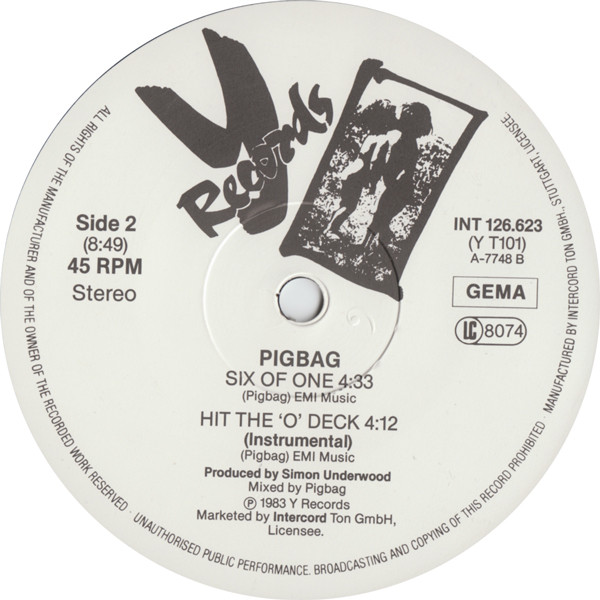 Y
Records
Side 2
(8:49)
45 RPM
Stereo
INT 126.623
(Y T101)
A-7748 B
GEMA
LC 8074
PIGBAG
SIX OF ONE 4:33
(Pigbag) EMI Music
HIT THE ‘O’ DECK 4:12
(Instrumental)
(Pigbag) EMI Music
Produced by Simon Underwood
Mixed by Pigbag
Ⓟ 1983 Y Records
Marketed by Intercord Ton GmbH,
Licensee.
ALL RIGHTS OF THE MANUFACTURER AND OF THE OWNER OF THE RECORDED WORK RESERVED · UNAUTHORISED PUBLIC PERFORMANCE. BROADCASTING AND COPYING OF THIS RECORD PROHIBITED · MANUFACTURED BY INTERCORD TON GMBH., STUTTGART, LICENSEE.